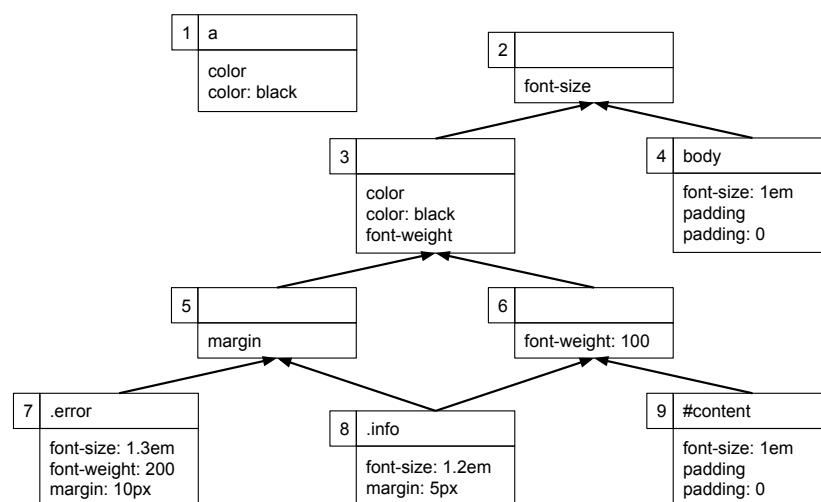 1 a
color
color: black
2
font-size
3
color
color: black
font-weight
4 body
font-size: 1em
padding
padding: 0
5
margin
6
font-weight: 100
7 .error
font-size: 1.3em
font-weight: 200
margin: 10px
8 .info
font-size: 1.2em
margin: 5px
9 #content
font-size: 1em
padding
padding: 0